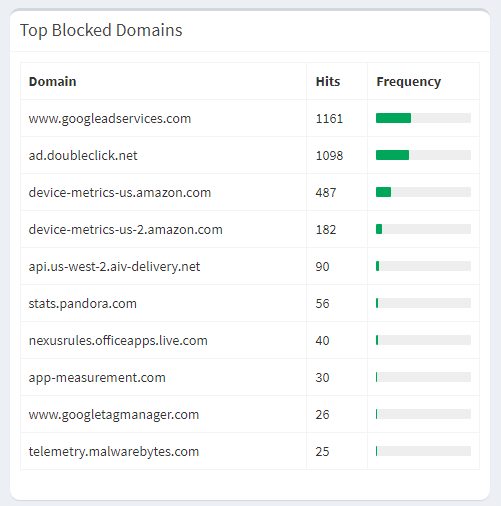 Top Blocked Domains
Domain Hits Frequency
www.googleadservices.com 1161
ad.doubleclick.net 1098
device-metrics-us.amazon.com 487
device-metrics-us-2.amazon.com 182
api.us-west-2.aiv-delivery.net 90
stats.pandora.com 56
nexusrules.officeapps.live.com 40
app-measurement.com 30
www.googletagmanager.com 26
telemetry.malwarebytes.com 25